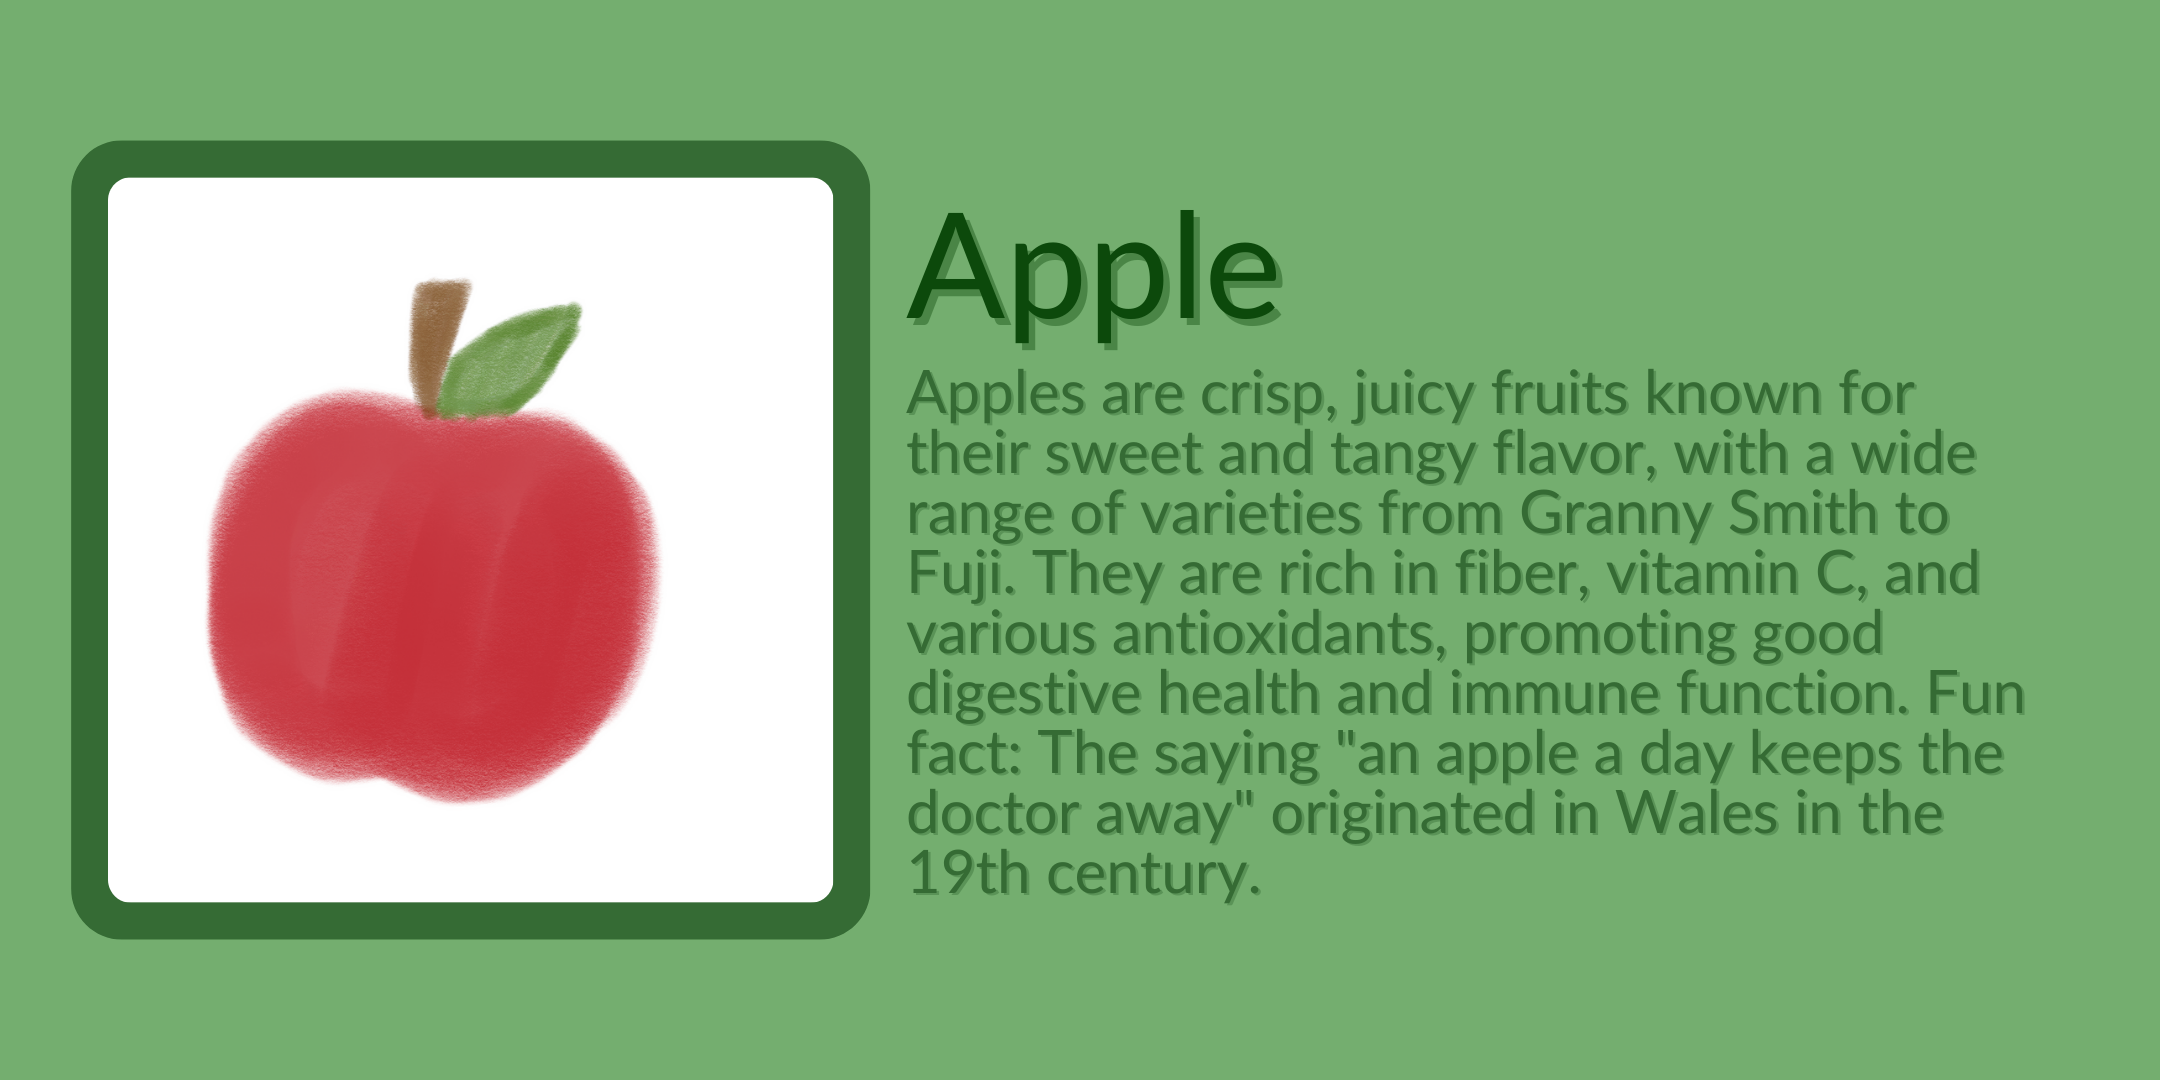 Apple
Apples are crisp, juicy fruits known for
their sweet and tangy flavor, with a wide
range of varieties from Granny Smith to
Fuji. They are rich in fiber, vitamin C, and
various antioxidants, promoting good
digestive health and immune function. Fun
fact: The saying "an apple a day keeps the
doctor away" originated in Wales in the
19th century.